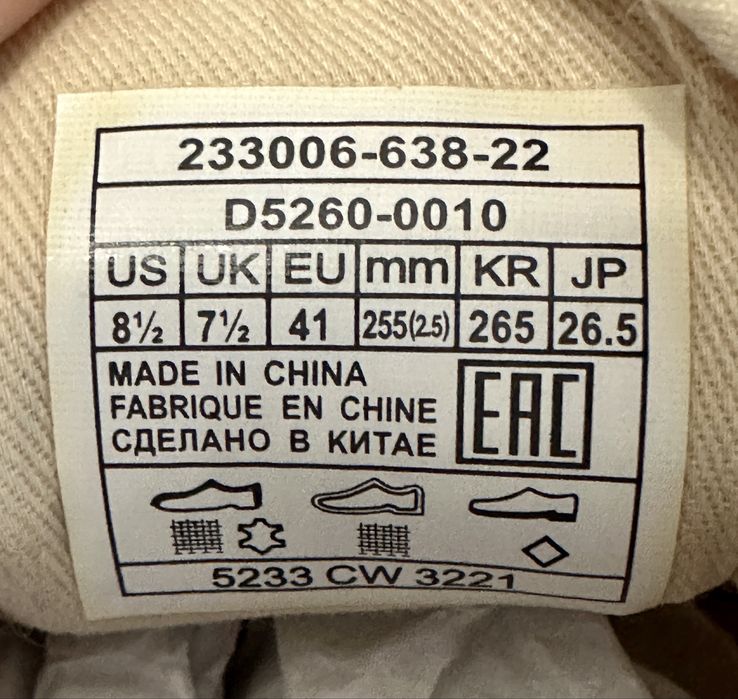 233006-638-22
D5260-0010
US UK EU mm KR JP
8½ 7½ 41 255(2.5) 265 26.5
MADE IN CHINA
FABRIQUE EN CHINE
СДЕЛАНО В КИТАЕ
EAC
5233 CW 3221